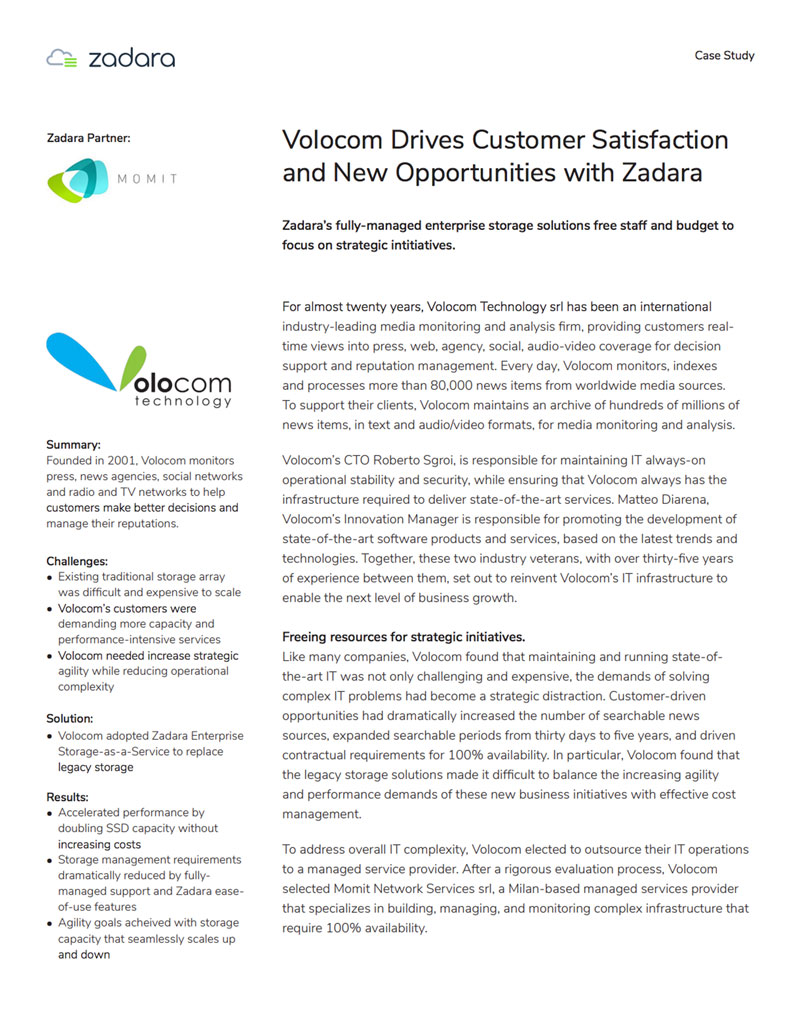 zadara
Case Study
Zadara Partner:
MOMIT
Volocom Drives Customer Satisfaction
and New Opportunities with Zadara
Zadara's fully-managed enterprise storage solutions free staff and budget to
focus on strategic intitiatives.
Volocom
technology
Summary:
Founded in 2001, Volocom monitors
press, news agencies, social networks
and radio and TV networks to help
customers make better decisions and
manage their reputations.
Challenges:
• Existing traditional storage array
was difficult and expensive to scale
• Volocom's customers were
demanding more capacity and
performance-intensive services
• Volocom needed increase strategic
agility while reducing operational
complexity
Solution:
• Volocom adopted Zadara Enterprise
Storage-as-a-Service to replace
legacy storage
Results:
• Accelerated performance by
doubling SSD capacity without
increasing costs
• Storage management requirements
dramatically reduced by fully-
managed support and Zadara ease-
of-use features
• Agility goals acheived with storage
capacity that seamlessly scales up
and down
For almost twenty years, Volocom Technology srl has been an international
industry-leading media monitoring and analysis firm, providing customers real-
time views into press, web, agency, social, audio-video coverage for decision
support and reputation management. Every day, Volocom monitors, indexes
and processes more than 80,000 news items from worldwide media sources.
To support their clients, Volocom maintains an archive of hundreds of millions of
news items, in text and audio/video formats, for media monitoring and analysis.
Volocom's CTO Roberto Sgroi, is responsible for maintaining IT always-on
operational stability and security, while ensuring that Volocom always has the
infrastructure required to deliver state-of-the-art services. Matteo Diarena,
Volocom's Innovation Manager is responsible for promoting the development of
state-of-the-art software products and services, based on the latest trends and
technologies. Together, these two industry veterans, with over thirty-five years
of experience between them, set out to reinvent Volocom's IT infrastructure to
enable the next level of business growth.
Freeing resources for strategic initiatives.
Like many companies, Volocom found that maintaining and running state-of-
the-art IT was not only challenging and expensive, the demands of solving
complex IT problems had become a strategic distraction. Customer-driven
opportunities had dramatically increased the number of searchable news
sources, expanded searchable periods from thirty days to five years, and driven
contractual requirements for 100% availability. In particular, Volocom found that
the legacy storage solutions made it difficult to balance the increasing agility
and performance demands of these new business initiatives with effective cost
management.
To address overall IT complexity, Volocom elected to outsource their IT operations
to a managed service provider. After a rigorous evaluation process, Volocom
selected Momit Network Services srl, a Milan-based managed services provider
that specializes in building, managing, and monitoring complex infrastructure that
require 100% availability.